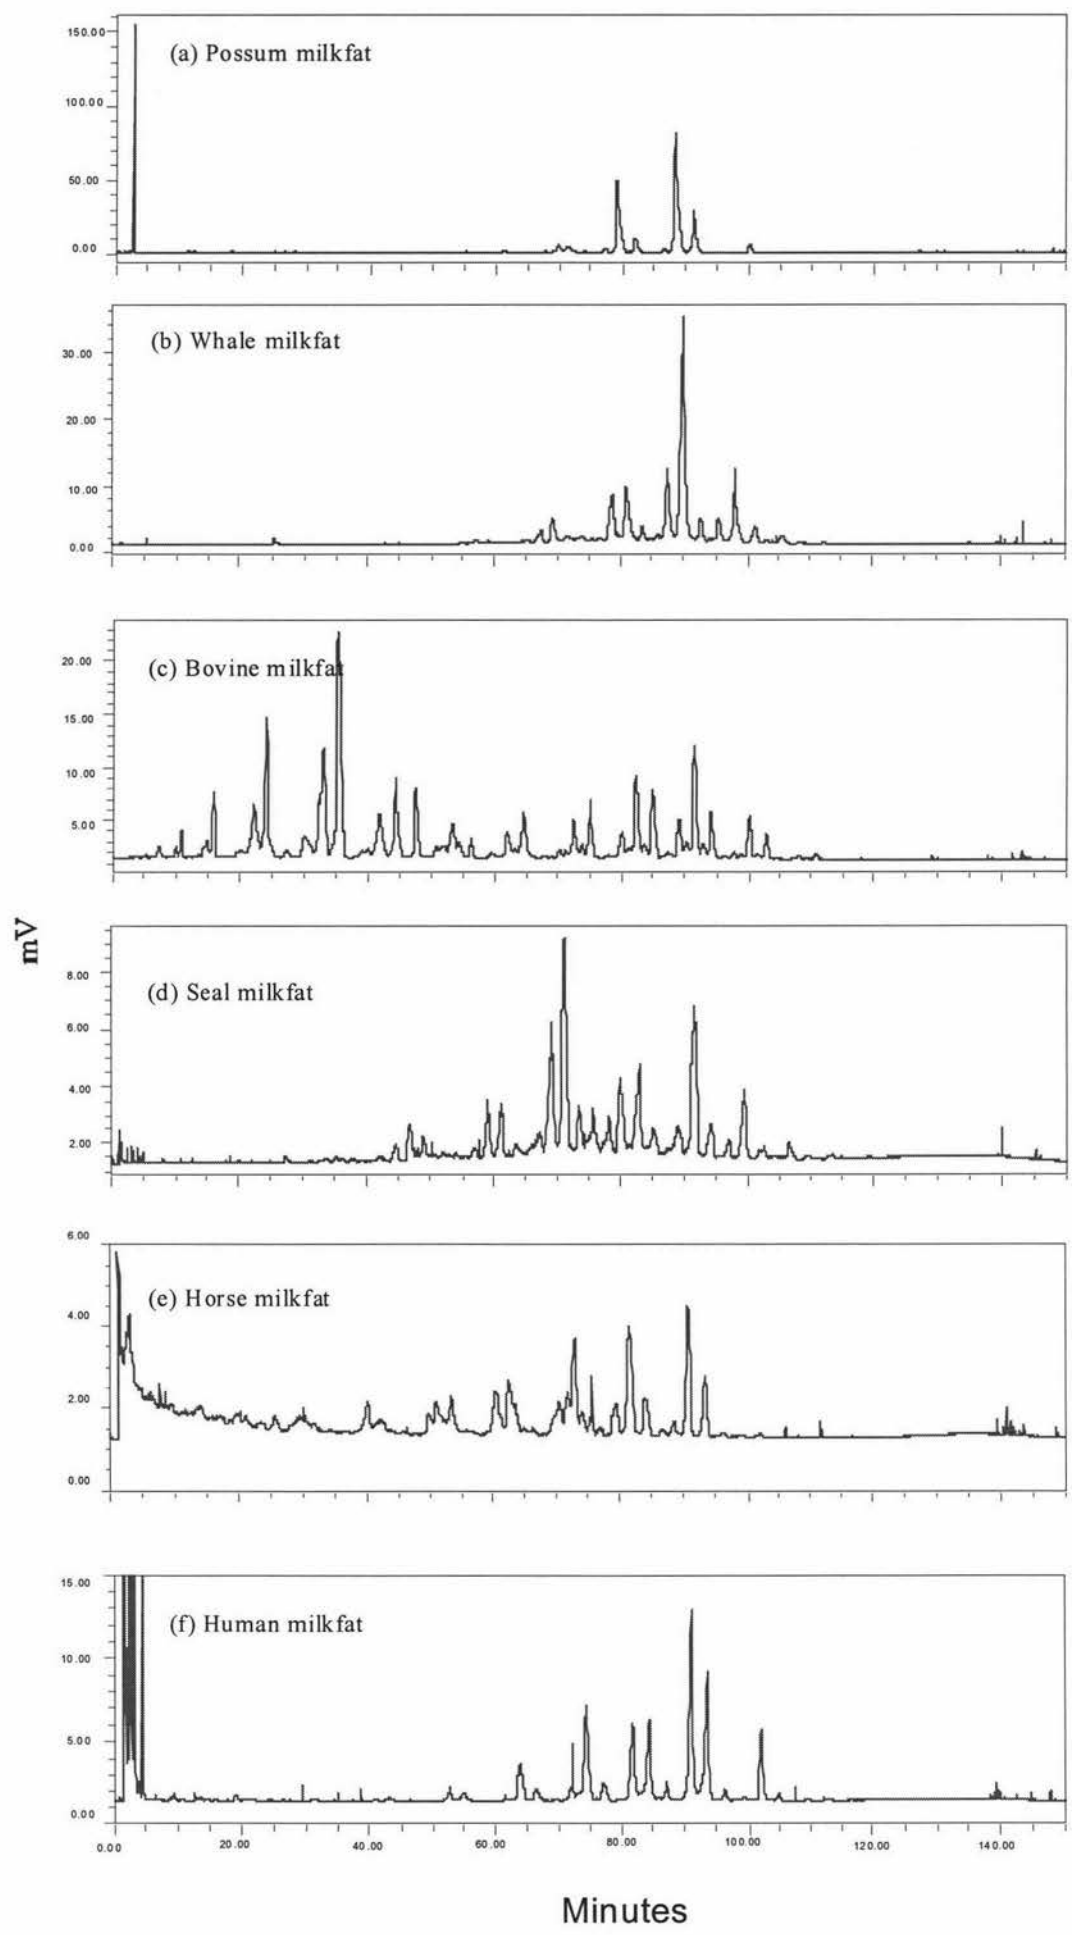 150.00
(a) Possum milkfat
100.00
50.00
0.00
(b) Whale milkfat
30.00
20.00
10.00
0.00
20.00
(c) Bovine milkfat
15.00
10.00
5.00
mV
8.00
(d) Seal milkfat
6.00
4.00
2.00
6.00
(e) Horse milkfat
4.00
2.00
0.00
15.00
(f) Human milkfat
10.00
5.00
0.00
0.00 20.00 40.00 60.00 80.00 100.00 120.00 140.00
Minutes